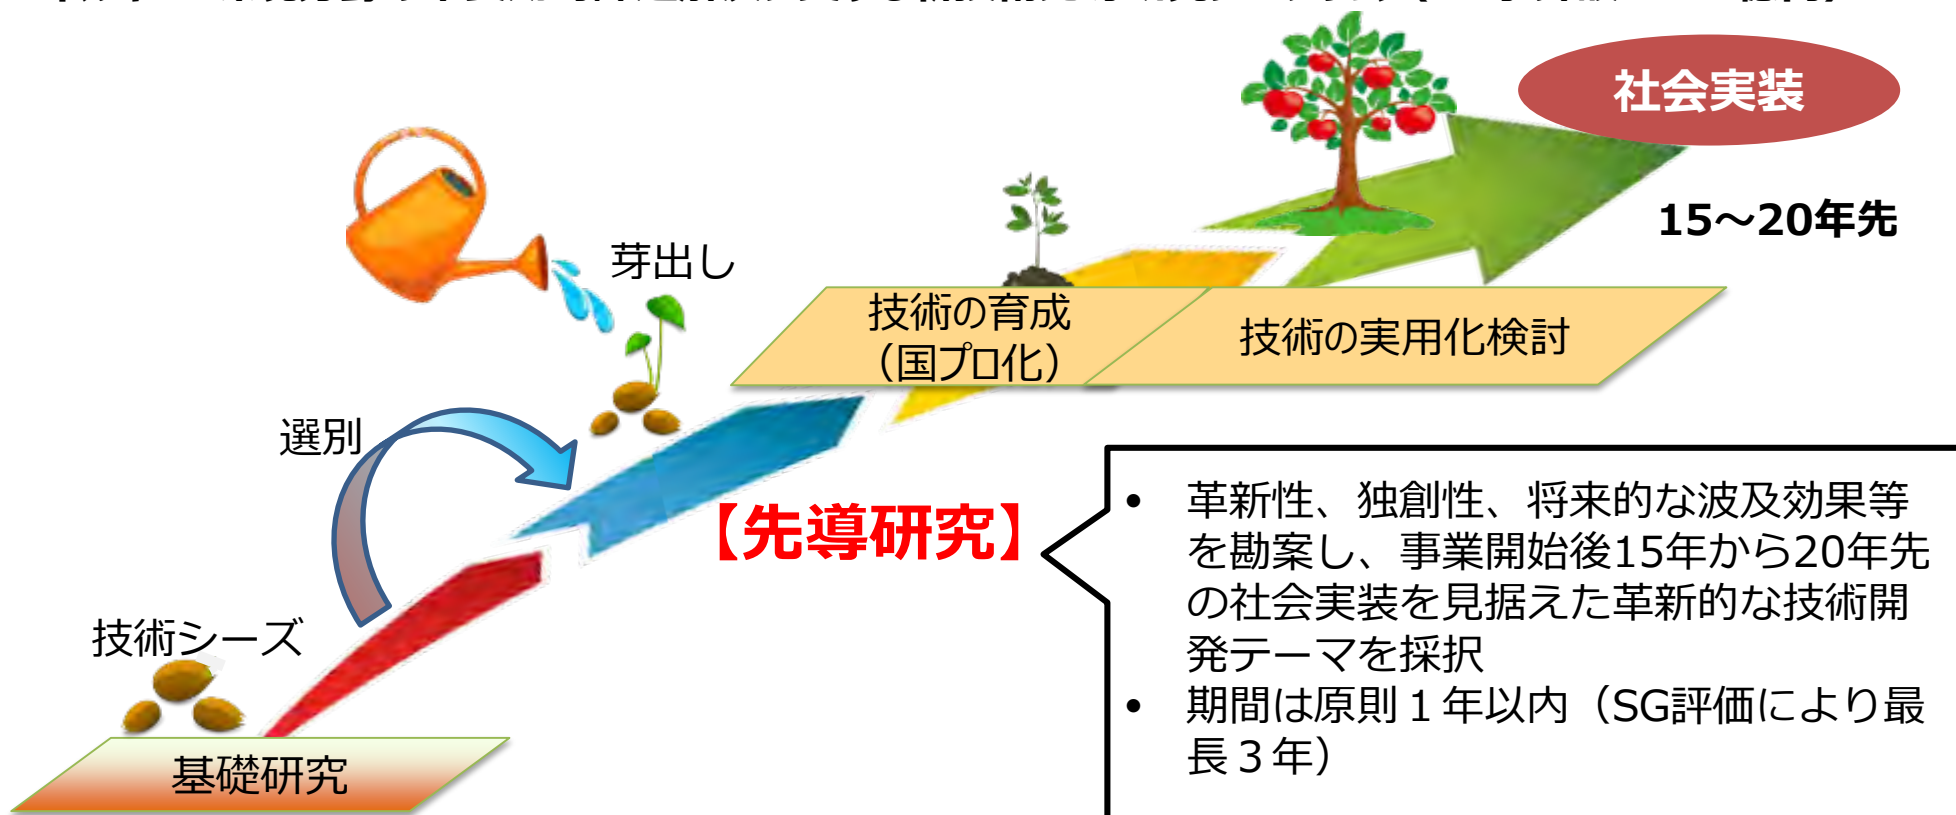 社会実装
15～20年先
芽出し
技術の育成
（国プロ化）
技術の実用化検討
選別
【先導研究】
技術シーズ
基礎研究
• 革新性、独創性、将来的な波及効果等
を勘案し、事業開始後15年から20年先
の社会実装を見据えた革新的な技術開
発テーマを採択
• 期間は原則１年以内（SG評価により最
長３年）